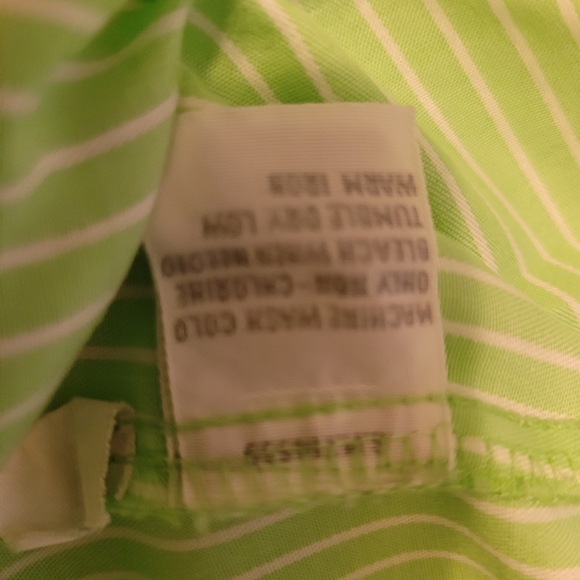 MACHINE WASH COLD
ONLY NON-CHLORINE
BLEACH WHEN NEEDED
TUMBLE DRY LOW
WARM IRON